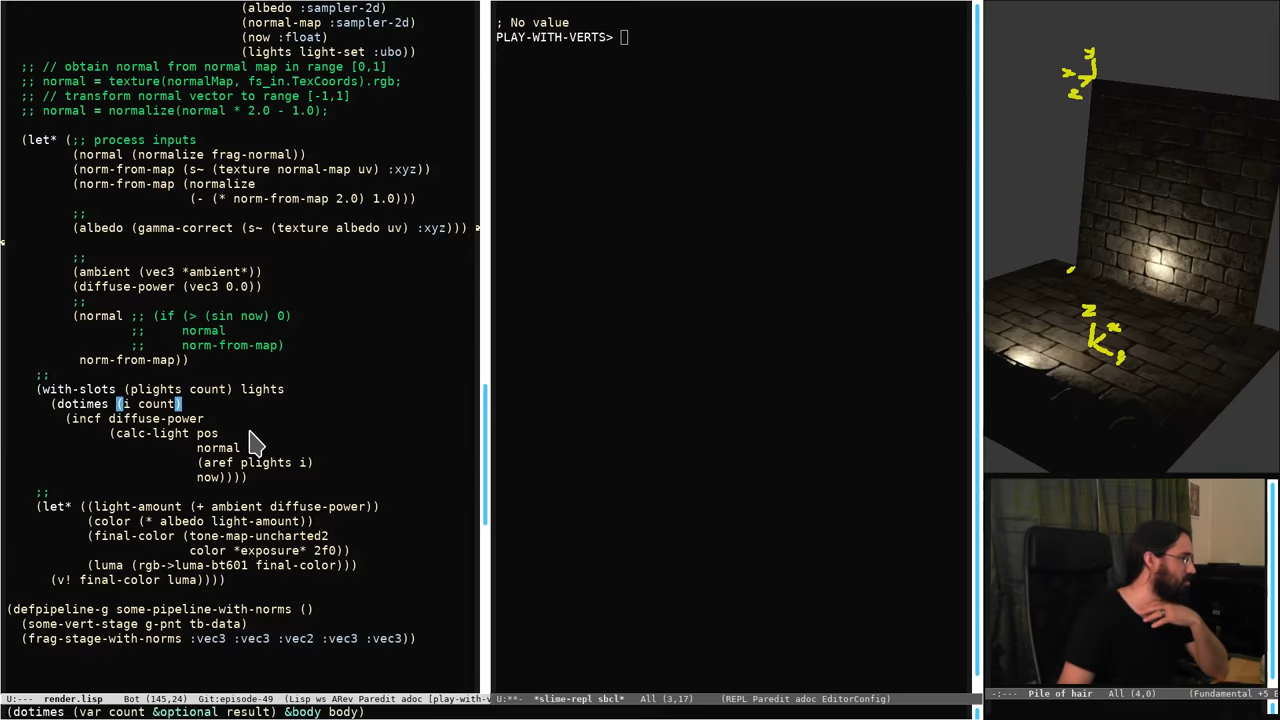 (albedo :sampler-2d)
(normal-map :sampler-2d)
(now :float)
(lights light-set :ubo))
;; // obtain normal from normal map in range [0,1]
;; normal = texture(normalMap, fs_in.TexCoords).rgb;
;; // transform normal vector to range [-1,1]
;; normal = normalize(normal * 2.0 - 1.0);
(let* (;; process inputs
(normal (normalize frag-normal))
(norm-from-map (s~ (texture normal-map uv) :xyz))
(norm-from-map (normalize
(- (* norm-from-map 2.0) 1.0)))
;;
(albedo (gamma-correct (s~ (texture albedo uv) :xyz)))
;;
(ambient (vec3 *ambient*))
(diffuse-power (vec3 0.0))
;;
(normal ;; (if (> (sin now) 0)
;; normal
;; norm-from-map)
norm-from-map))
;;
(with-slots (plights count) lights
(dotimes (i count)
(incf diffuse-power
(calc-light pos
normal
(aref plights i)
now))))
;;
(let* ((light-amount (+ ambient diffuse-power))
(color (* albedo light-amount))
(final-color (tone-map-uncharted2
color *exposure* 2f0))
(luma (rgb->luma-bt601 final-color)))
(v! final-color luma))))
(defpipeline-g some-pipeline-with-norms ()
(some-vert-stage g-pnt tb-data)
(frag-stage-with-norms :vec3 :vec3 :vec2 :vec3 :vec3))
U:--- render.lisp Bot (145,24) Git:episode-49 (Lisp ws ARev Paredit adoc [play-with-v
(dotimes (var count &optional result) &body body)
; No value
PLAY-WITH-VERTS>
U:**- *slime-repl sbcl* All (3,17) (REPL Paredit adoc EditorConfig)
z
z
x
-:--- Pile of hair All (4,0) (Fundamental +5 E